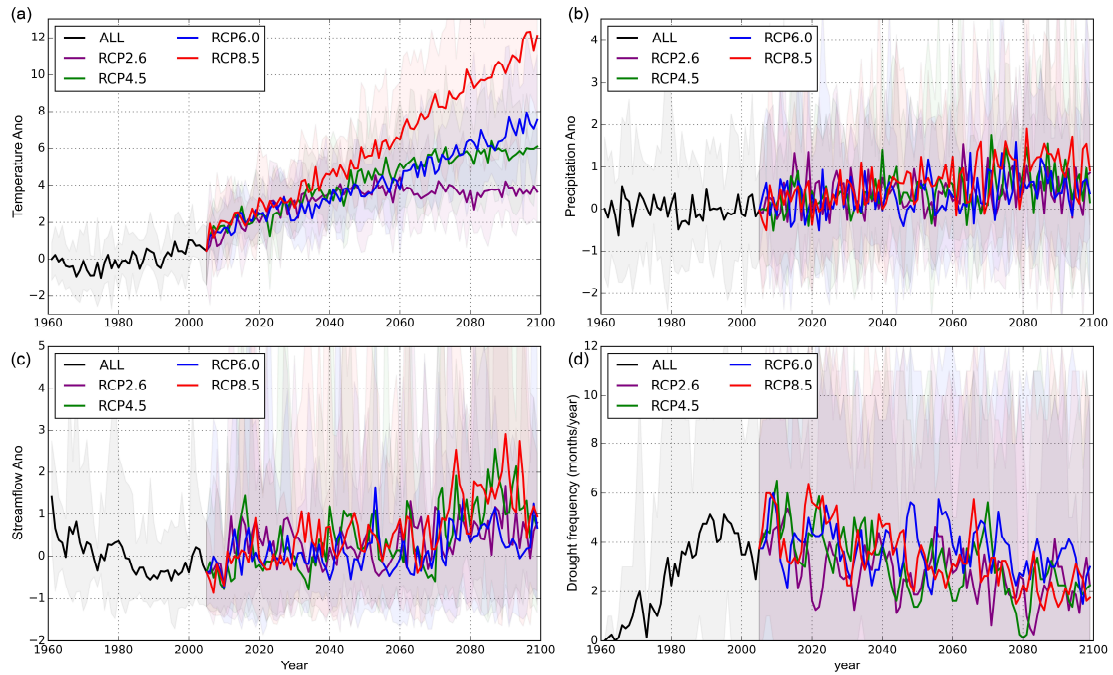 (a)
ALL
RCP2.6
RCP4.5
RCP6.0
RCP8.5
Temperature Ano
12
10
8
6
4
2
0
−2
1960 1980 2000 2020 2040 2060 2080 2100
(b)
ALL
RCP2.6
RCP4.5
RCP6.0
RCP8.5
Precipitation Ano
4
3
2
1
0
−1
−2
1960 1980 2000 2020 2040 2060 2080 2100
(c)
ALL
RCP2.6
RCP4.5
RCP6.0
RCP8.5
Streamflow Ano
5
4
3
2
1
0
−1
−2
1960 1980 2000 2020 2040 2060 2080 2100
Year
(d)
ALL
RCP2.6
RCP4.5
RCP6.0
RCP8.5
Drought frequency (months/year)
12
10
8
6
4
2
0
1960 1980 2000 2020 2040 2060 2080 2100
year